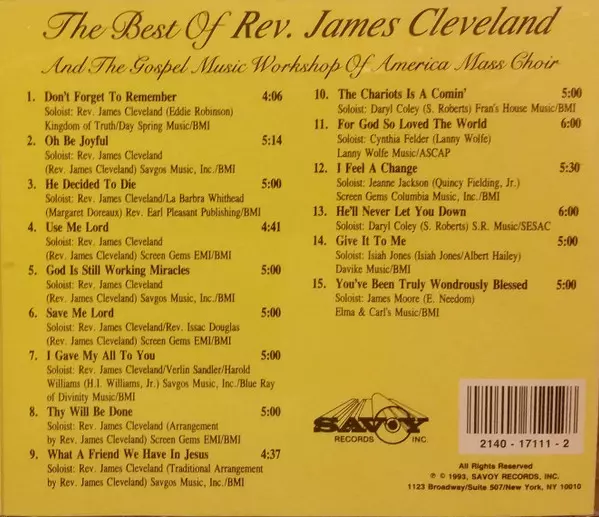 The Best Of Rev. James Cleveland
And The Gospel Music Workshop Of America Mass Choir
1. Don't Forget To Remember 4:06
Soloist: Rev. James Cleveland (Eddie Robinson)
Kingdom of Truth/Day Spring Music/BMI
2. Oh Be Joyful 5:14
Soloist: Rev. James Cleveland
(Rev. James Cleveland) Savgos Music, Inc./BMI
3. He Decided To Die 5:00
Soloist: Rev. James Cleveland/La Barbra Whithead
(Margaret Doreaux) Rev. Earl Pleasant Publishing/BMI
4. Use Me Lord 4:41
Soloist: Rev. James Cleveland
(Rev. James Cleveland) Screen Gems EMI/BMI
5. God Is Still Working Miracles 5:00
Soloist: Rev. James Cleveland
(Rev. James Cleveland) Savgos Music, Inc./BMI
6. Save Me Lord 5:00
Soloist: Rev. James Cleveland/Rev. Issac Douglas
(Rev. James Cleveland) Screen Gems EMI/BMI
7. I Gave My All To You 5:00
Soloist: Rev. James Cleveland/Verlin Sandler/Harold
Williams (H.I. Williams, Jr.) Savgos Music, Inc./Blue Ray
of Divinity Music/BMI
8. Thy Will Be Done 5:00
Soloist: Rev. James Cleveland (Arrangement
by Rev. James Cleveland) Screen Gems EMI/BMI
9. What A Friend We Have In Jesus 4:37
Soloist: Rev. James Cleveland (Traditional Arrangement
by Rev. James Cleveland) Savgos Music, Inc./BMI
10. The Chariots Is A Comin' 5:00
Soloist: Daryl Coley (S. Roberts) Fran's House Music/BMI
11. For God So Loved The World 6:00
Soloist: Cynthia Felder (Lanny Wolfe)
Lanny Wolfe Music/ASCAP
12. I Feel A Change 5:30
Soloist: Jeanne Jackson (Quincy Fielding, Jr.)
Screen Gems Columbia Music, Inc./BMI
13. He'll Never Let You Down 6:00
Soloist: Daryl Coley (S. Roberts) S.R. Music/SESAC
14. Give It To Me 5:00
Soloist: Isiah Jones (Isiah Jones/Albert Hailey)
Davike Music/BMI
15. You've Been Truly Wondrously Blessed 5:00
Soloist: James Moore (E. Needom)
Elma & Carl's Music/BMI
SAVOY
RECORDS INC.
2140 - 17111 - 2
All Rights Reserved
℗ © 1993, SAVOY RECORDS, INC.
1123 Broadway/Suite 507/New York, NY 10010